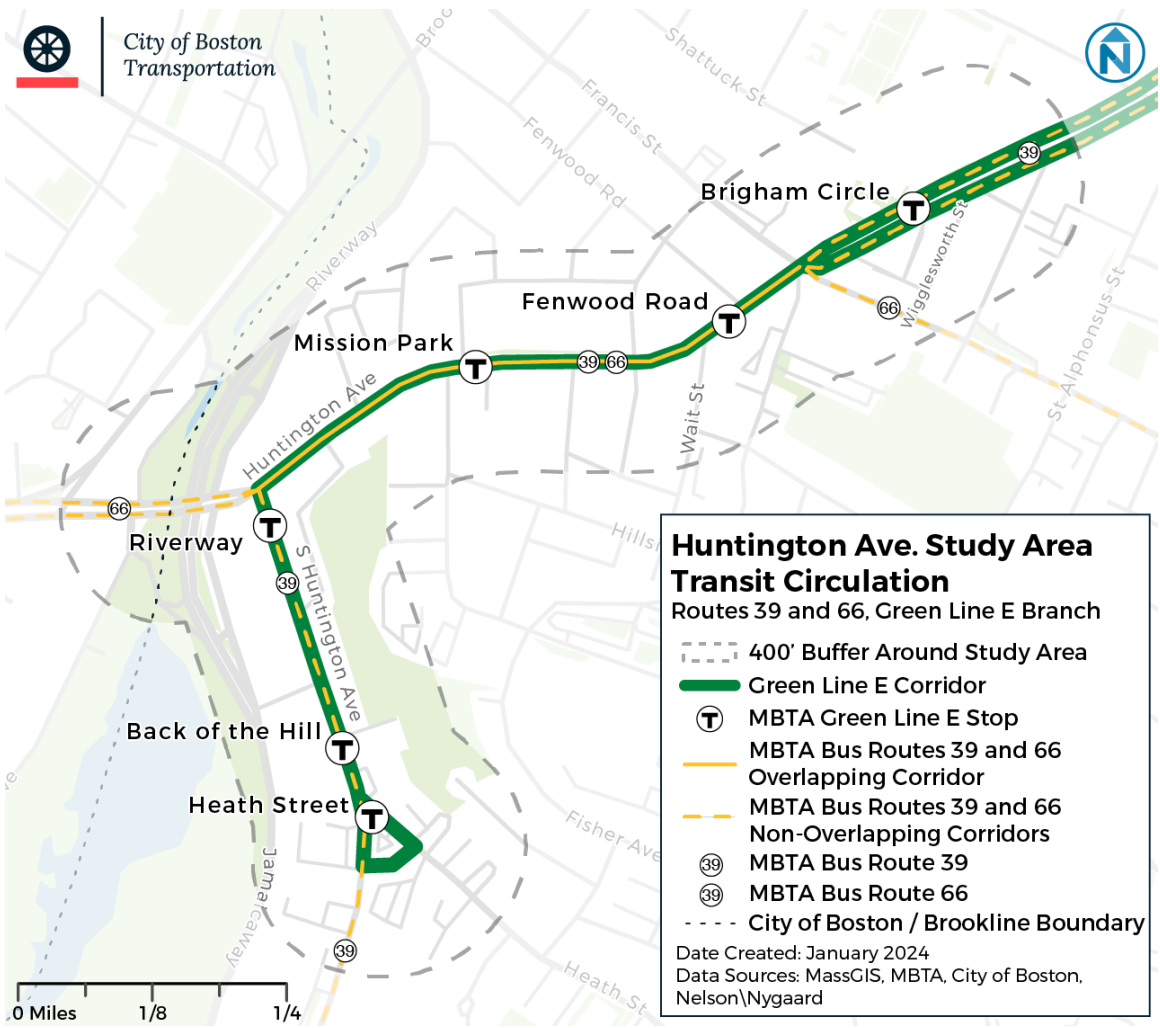 City of Boston
Transportation
N
Shattuck St
Francis St
Fenwood Rd
39
Brigham Circle
Wigglesworth St
Riverway
Fenwood Road
66
St Alphonsus St
Mission Park
39
66
Huntington Ave
Wait St
66
Riverway
T
39
S Huntington Ave
Back of the Hill
Heath Street
Fisher Ave
Jamaicaway
39
Heath St
0 Miles
1/8
1/4
Huntington Ave. Study Area
Transit Circulation
Routes 39 and 66, Green Line E Branch
400’ Buffer Around Study Area
Green Line E Corridor
T
MBTA Green Line E Stop
MBTA Bus Routes 39 and 66
Overlapping Corridor
MBTA Bus Routes 39 and 66
Non-Overlapping Corridors
39
MBTA Bus Route 39
39
MBTA Bus Route 66
City of Boston / Brookline Boundary
Date Created: January 2024
Data Sources: MassGIS, MBTA, City of Boston,
Nelson\Nygaard